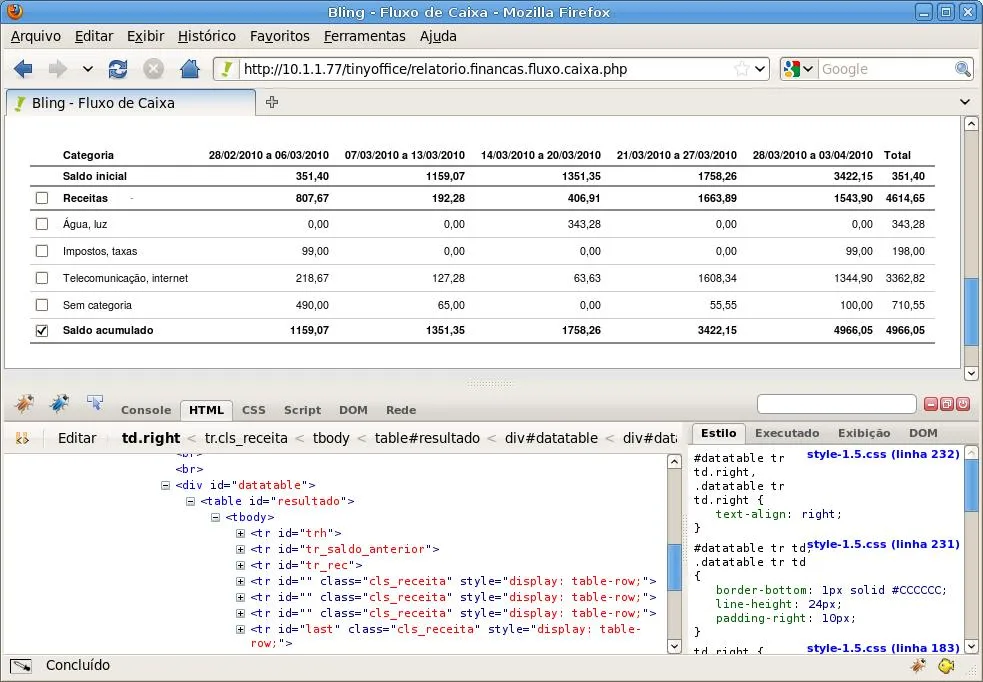 Bling - Fluxo de Caixa - Mozilla Firefox
Arquivo Editar Exibir Histórico Favoritos Ferramentas Ajuda
http://10.1.1.77/tinyoffice/relatorio.financas.fluxo.caixa.php Google
Bling - Fluxo de Caixa
Categoria 28/02/2010 a 06/03/2010 07/03/2010 a 13/03/2010 14/03/2010 a 20/03/2010 21/03/2010 a 27/03/2010 28/03/2010 a 03/04/2010 Total
Saldo inicial 351,40 1159,07 1351,35 1758,26 3422,15 351,40
Receitas - 807,67 192,28 406,91 1663,89 1543,90 4614,65
Água, luz 0,00 0,00 343,28 0,00 0,00 343,28
Impostos, taxas 99,00 0,00 0,00 0,00 99,00 198,00
Telecomunicação, internet 218,67 127,28 63,63 1608,34 1344,90 3362,82
Sem categoria 490,00 65,00 0,00 55,55 100,00 710,55
Saldo acumulado 1159,07 1351,35 1758,26 3422,15 4966,05 4966,05
Console HTML CSS Script DOM Rede
Editar td.right < tr.cls_receita < tbody < table#resultado < div#datatable < div#data
<br>
<br>
<div id="datatable">
<table id="resultado">
<tbody>
<tr id="trh">
<tr id="tr_saldo_anterior">
<tr id="tr_rec">
<tr id="" class="cls_receita" style="display: table-row;">
<tr id="" class="cls_receita" style="display: table-row;">
<tr id="" class="cls_receita" style="display: table-row;">
<tr id="last" class="cls_receita" style="display: table-
row;">
Estilo Executado Exibição DOM
#datatable tr style-1.5.css (linha 232)
td.right,
.datatable tr
td.right {
text-align: right;
}
#datatable tr td, style-1.5.css (linha 231)
.datatable tr td
{
border-bottom: 1px solid #CCCCCC;
line-height: 24px;
padding-right: 10px;
}
td.right { style-1.5.css (linha 183)
Concluído